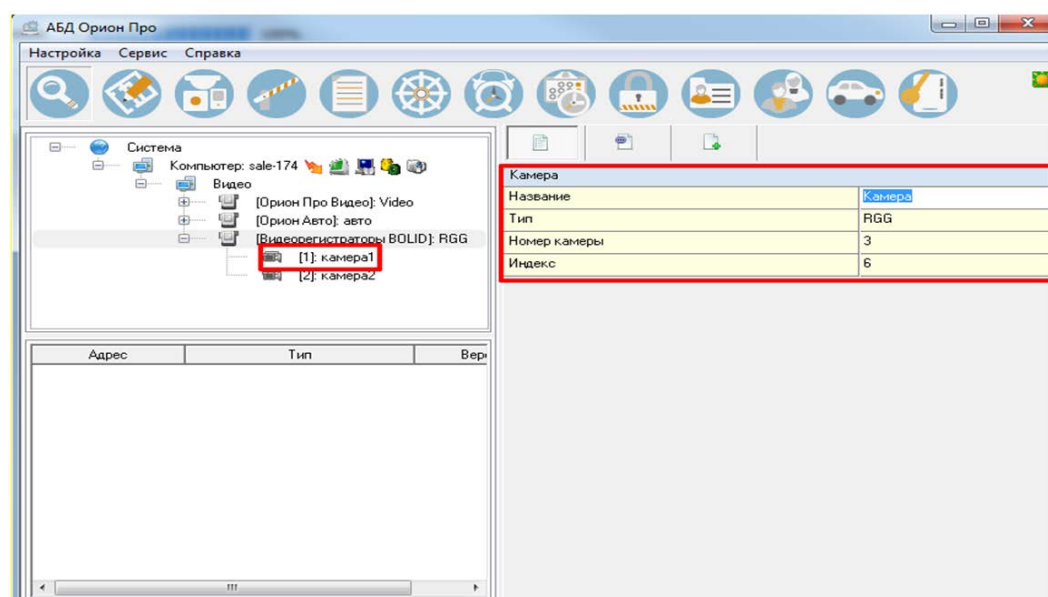 АБД Орион Про
Настройка Сервис Справка
Система
Компьютер: sale-174
Видео
[Орион Про Видео]: Video
[Орион Авто]: авто
[Видеорегистраторы BOLID]: RGG
[1]: камера1
[2]: камера2
Адрес Тип
Камера
Название Камера
Тип RGG
Номер камеры 3
Индекс 6